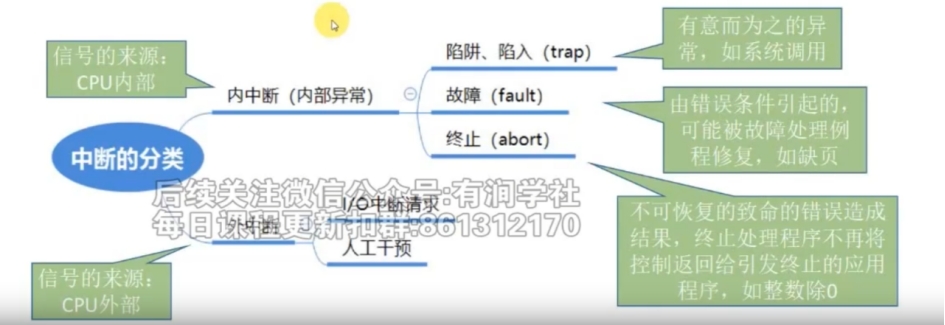 信号的来源:
CPU内部
中断的分类
信号的来源:
CPU外部
内中断（内部异常）
陷阱、陷入（trap）
故障（fault）
终止（abort）
外中断
I/O中断请求
人工干预
有意而为之的异
常，如系统调用
由错误条件引起的，
可能被故障处理例
程修复，如缺页
不可恢复的致命的错误造成
结果，终止处理程序不再将
控制返回给引发终止的应用
程序，如整数除0
后续关注微信公众号:有润学社
每日课程更新扣群:861312170